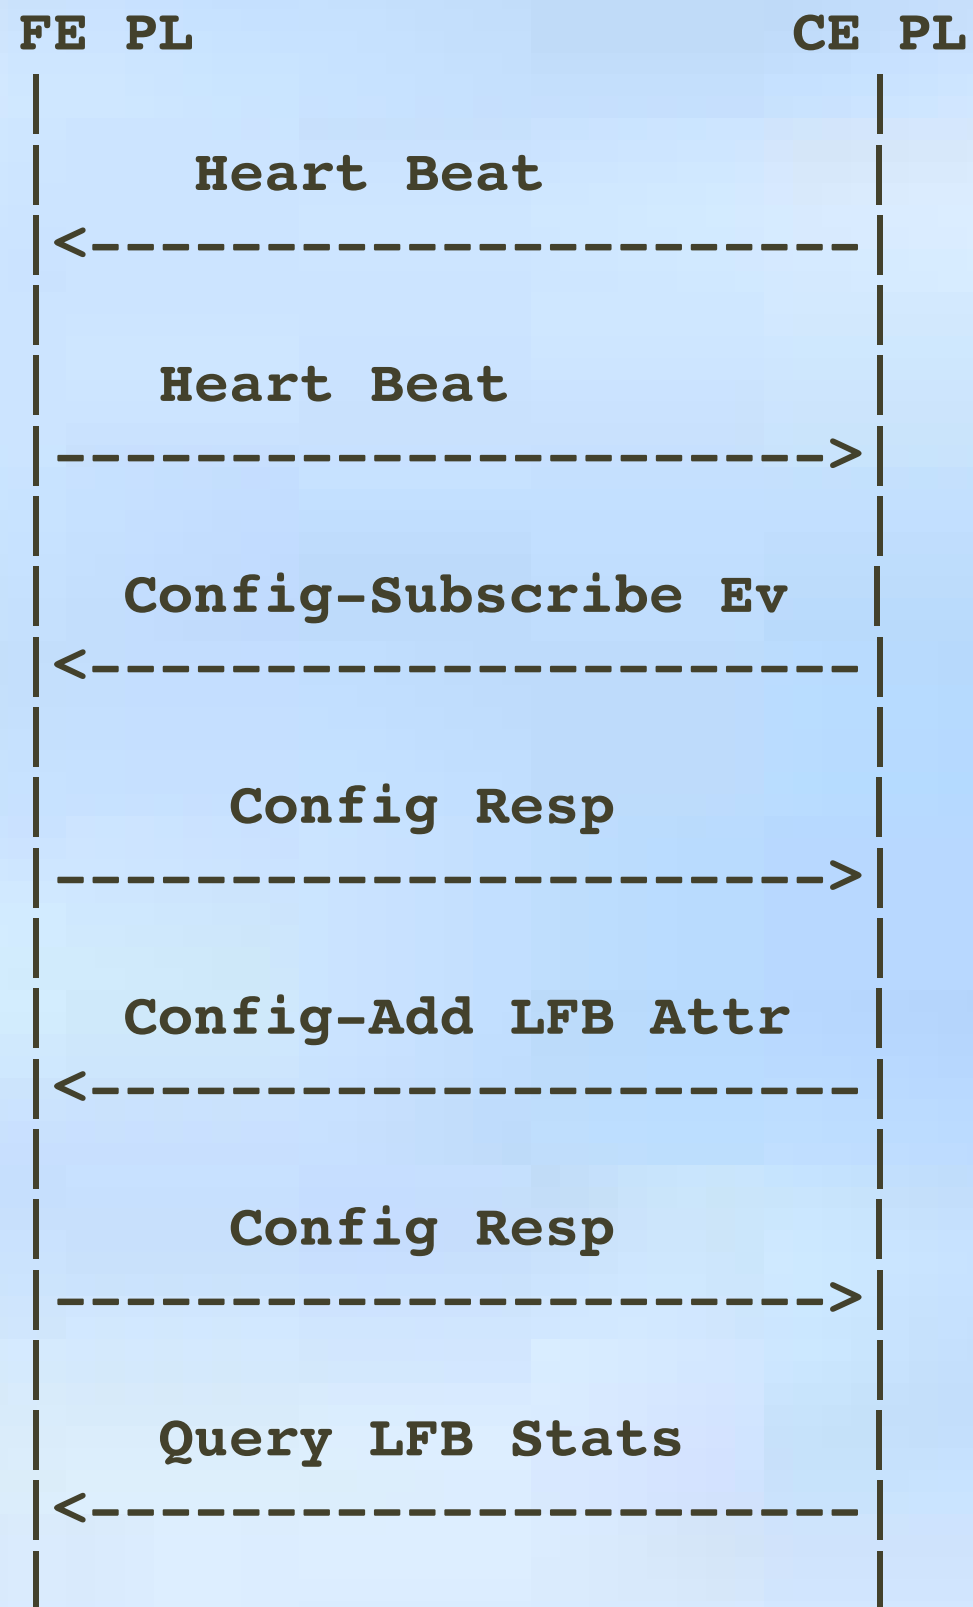 FE PL                 CE PL
|                       |
|    Heart Beat         |
|<----------------------|
|                       |
|   Heart Beat          |
|---------------------->|
|                       |
|  Config-Subscribe Ev  |
|<----------------------|
|                       |
|     Config Resp       |
|---------------------->|
|                       |
|  Config-Add LFB Attr  |
|<----------------------|
|                       |
|     Config Resp       |
|---------------------->|
|                       |
|   Query LFB Stats     |
|<----------------------|
|                       |